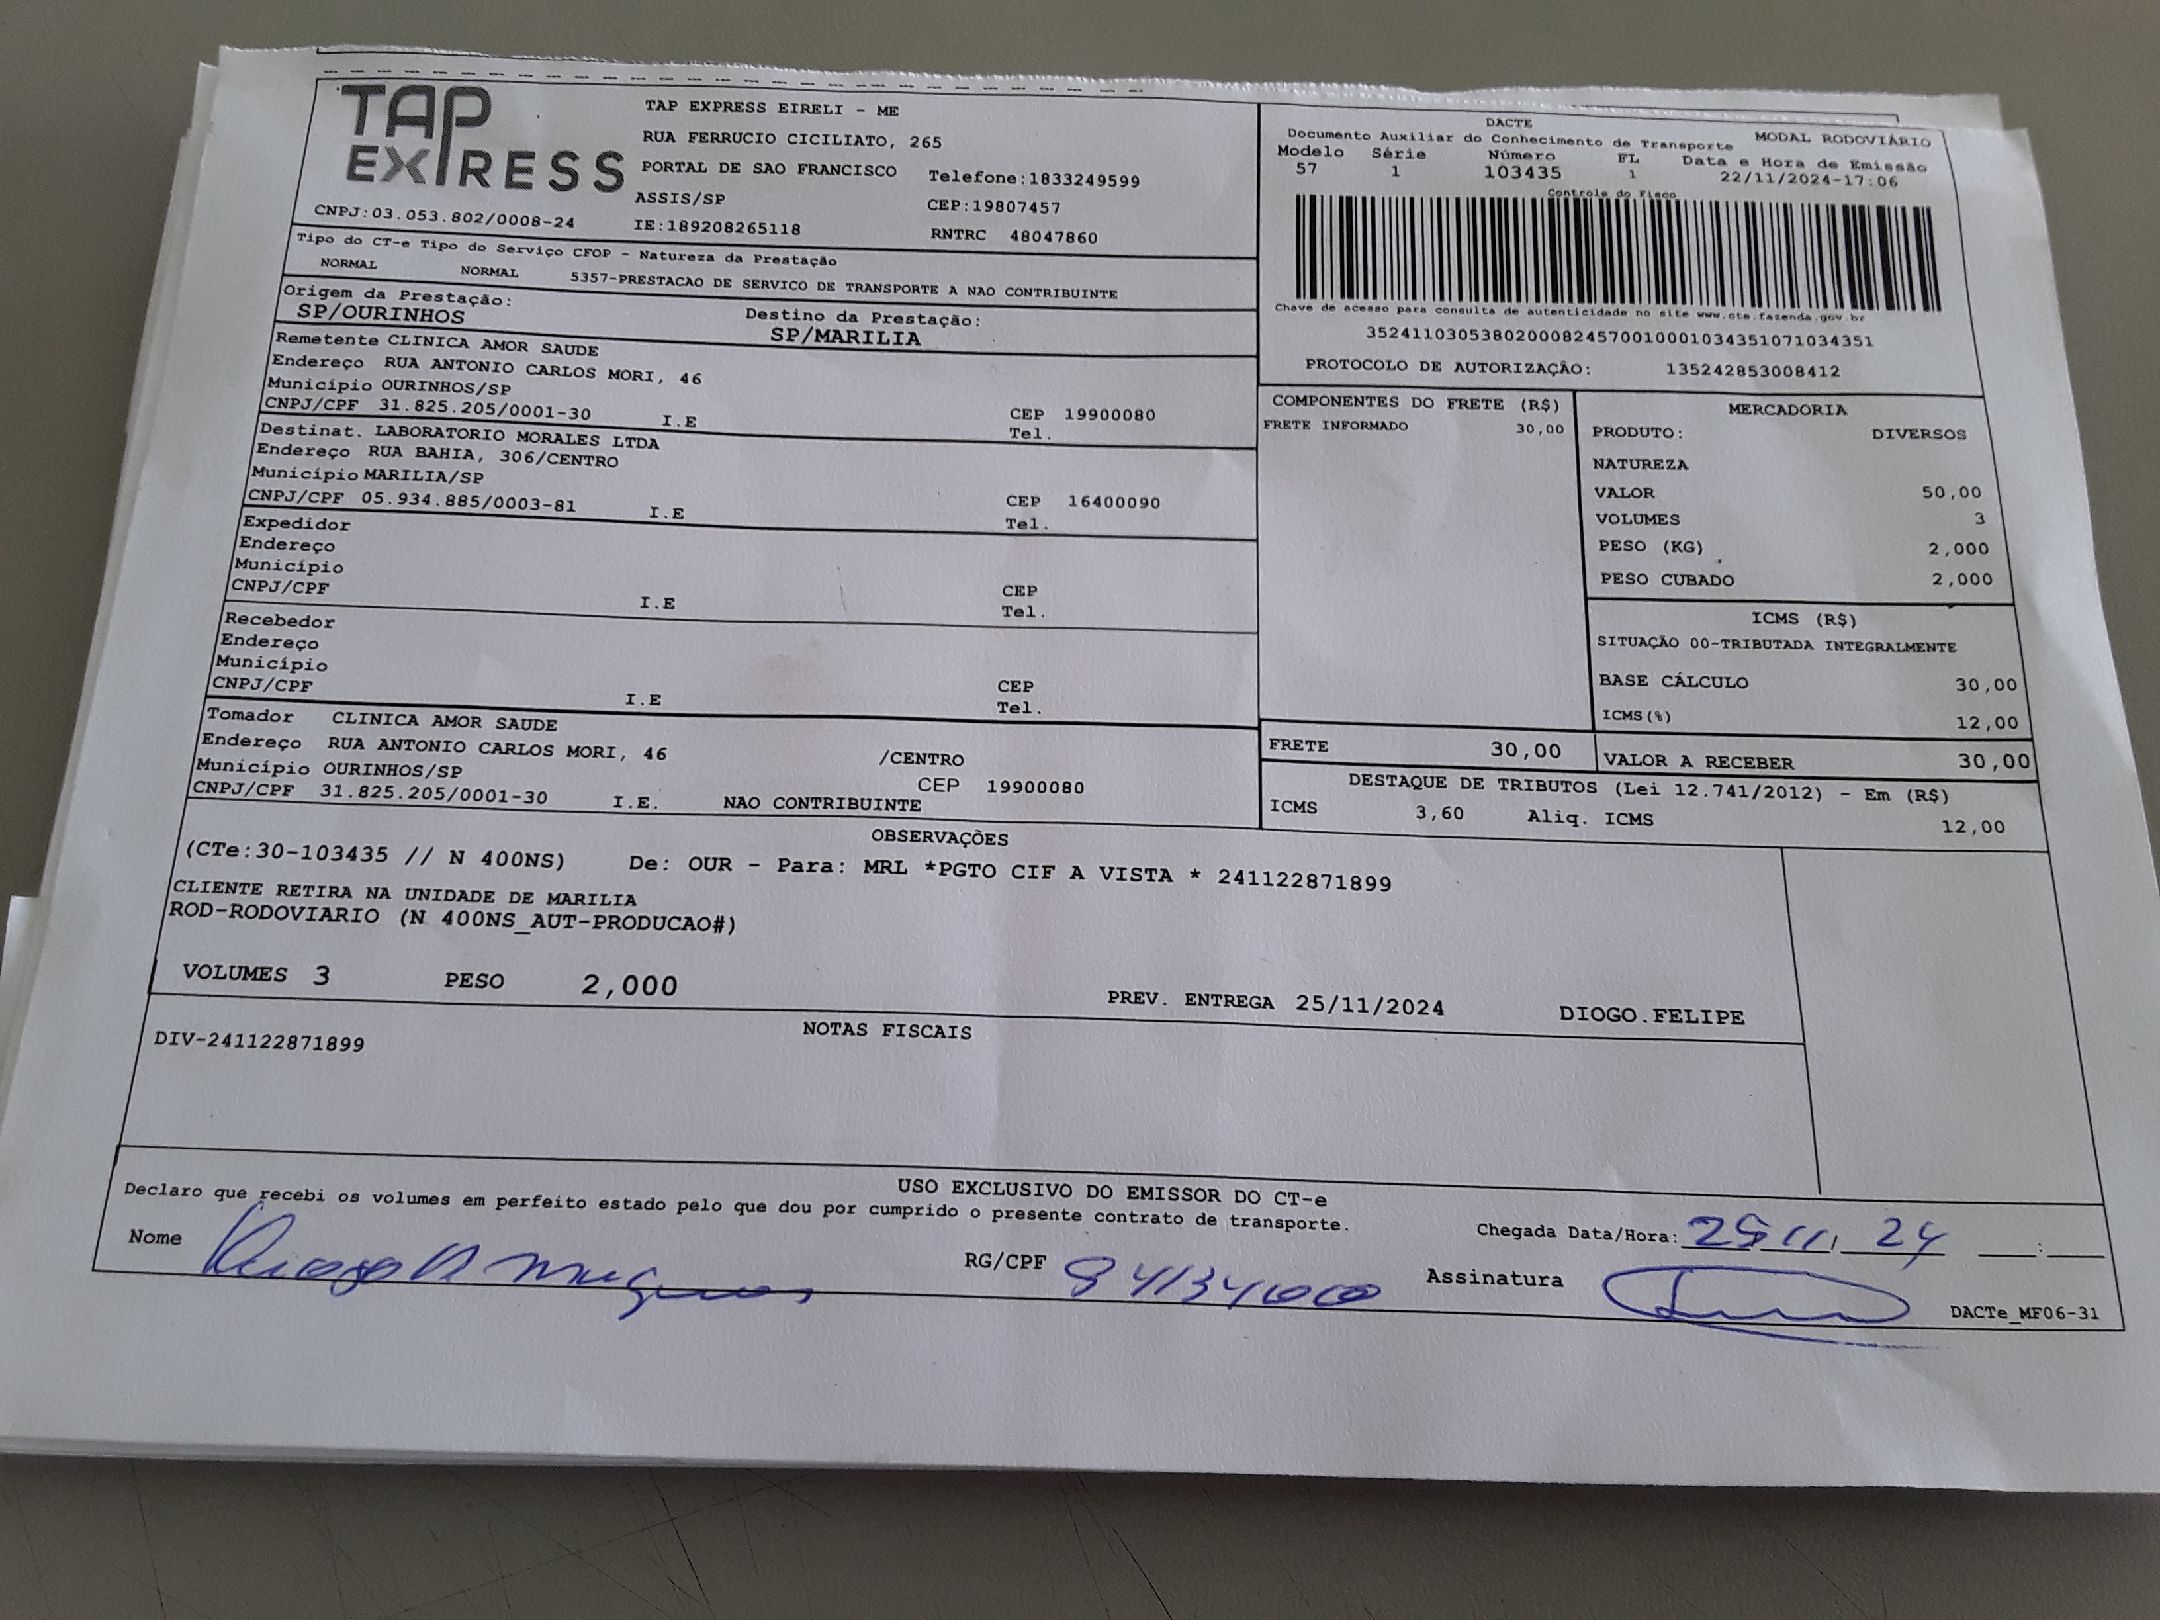 TAP EXPRESS
TAP EXPRESS EIRELI - ME
RUA FERRUCIO CICILIATO, 265
PORTAL DE SAO FRANCISCO Telefone:1833249599
ASSIS/SP CEP:19807457
CNPJ:03.053.802/0008-24 IE:189208265118 RNTRC 48047860
DACTE
Documento Auxiliar do Conhecimento de Transporte MODAL RODOVIÁRIO
Modelo Série Número FL Data e Hora de Emissão
57 1 103435 1 22/11/2024-17:06
Controle do Fisco
Chave de acesso para consulta de autenticidade no site www.cte.fazenda.gov.br
35241103053802000824570010001034351071034351
PROTOCOLO DE AUTORIZAÇÃO: 135242853008412
Tipo do CT-e Tipo do Serviço CFOP - Natureza da Prestação
NORMAL NORMAL 5357-PRESTACAO DE SERVICO DE TRANSPORTE A NAO CONTRIBUINTE
Origem da Prestação: Destino da Prestação:
SP/OURINHOS SP/MARILIA
Remetente CLINICA AMOR SAUDE
Endereço RUA ANTONIO CARLOS MORI, 46
Município OURINHOS/SP
CNPJ/CPF 31.825.205/0001-30 I.E CEP 19900080
Tel.
Destinat. LABORATORIO MORALES LTDA
Endereço RUA BAHIA, 306/CENTRO
Município MARILIA/SP
CNPJ/CPF 05.934.885/0003-81 I.E CEP 16400090
Tel.
Expedidor
Endereço
Município
CNPJ/CPF I.E CEP
Tel.
Recebedor
Endereço
Município
CNPJ/CPF I.E CEP
Tel.
Tomador CLINICA AMOR SAUDE
Endereço RUA ANTONIO CARLOS MORI, 46 /CENTRO
Município OURINHOS/SP CEP 19900080
CNPJ/CPF 31.825.205/0001-30 I.E. NAO CONTRIBUINTE
COMPONENTES DO FRETE (R$)
FRETE INFORMADO 30,00
MERCADORIA
PRODUTO: DIVERSOS
NATUREZA
VALOR 50,00
VOLUMES 3
PESO (KG) 2,000
PESO CUBADO 2,000
ICMS (R$)
SITUAÇÃO 00-TRIBUTADA INTEGRALMENTE
BASE CÁLCULO 30,00
ICMS(%) 12,00
FRETE 30,00 VALOR A RECEBER 30,00
DESTAQUE DE TRIBUTOS (Lei 12.741/2012) - Em (R$)
ICMS 3,60 Aliq. ICMS 12,00
OBSERVAÇÕES
(CTe:30-103435 // N 400NS) De: OUR - Para: MRL *PGTO CIF A VISTA * 241122871899
CLIENTE RETIRA NA UNIDADE DE MARILIA
ROD-RODOVIARIO (N 400NS_AUT-PRODUCAO#)
VOLUMES 3 PESO 2,000 PREV. ENTREGA 25/11/2024 DIOGO.FELIPE
NOTAS FISCAIS
DIV-241122871899
USO EXCLUSIVO DO EMISSOR DO CT-e
Declaro que recebi os volumes em perfeito estado pelo que dou por cumprido o presente contrato de transporte.
Chegada Data/Hora: 25 11 24 :
Nome RG/CPF Assinatura
DACTe_MF06-31